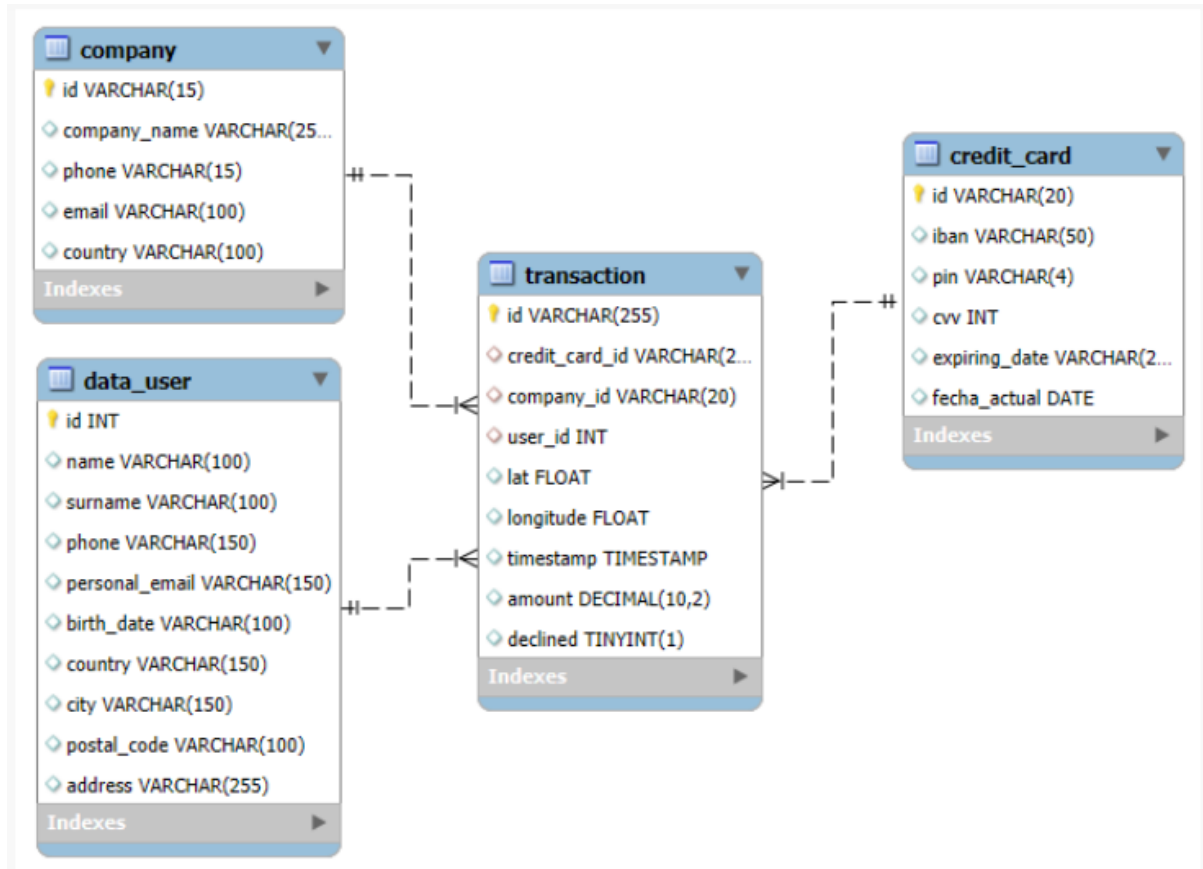 company
id VARCHAR(15)
company_name VARCHAR(25...
phone VARCHAR(15)
email VARCHAR(100)
country VARCHAR(100)
Indexes
data_user
id INT
name VARCHAR(100)
surname VARCHAR(100)
phone VARCHAR(150)
personal_email VARCHAR(150)
birth_date VARCHAR(100)
country VARCHAR(150)
city VARCHAR(150)
postal_code VARCHAR(100)
address VARCHAR(255)
Indexes
transaction
id VARCHAR(255)
credit_card_id VARCHAR(2...
company_id VARCHAR(20)
user_id INT
lat FLOAT
longitude FLOAT
timestamp TIMESTAMP
amount DECIMAL(10,2)
declined TINYINT(1)
Indexes
credit_card
id VARCHAR(20)
iban VARCHAR(50)
pin VARCHAR(4)
cvv INT
expiring_date VARCHAR(2...
fecha_actual DATE
Indexes